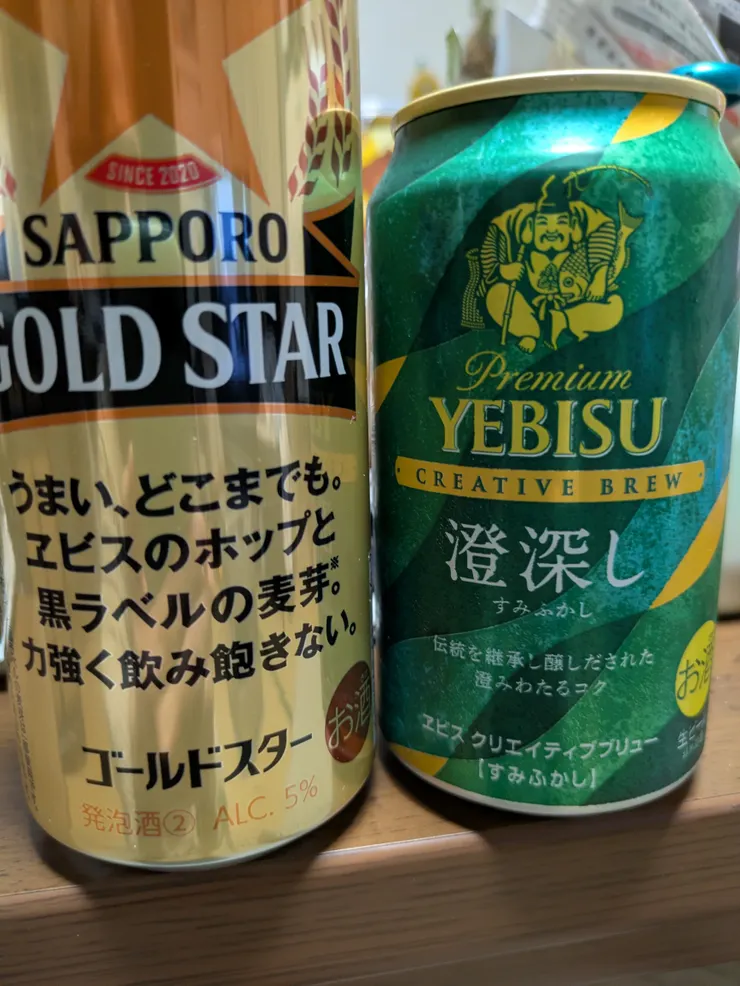 SINCE 2020
SAPPORO
GOLD STAR
うまい、どこまでも。
ヱビスのホップと
黒ラベルの麦芽※。
力強く飲み飽きない。
お酒
ゴールドスター
発泡酒② ALC. 5%
Premium
YEBISU
CREATIVE BREW
澄深し
すみふかし
伝統を継承し醸しだされた
澄みわたるコク
お酒
ヱビス クリエイティブブリュー
【すみふかし】